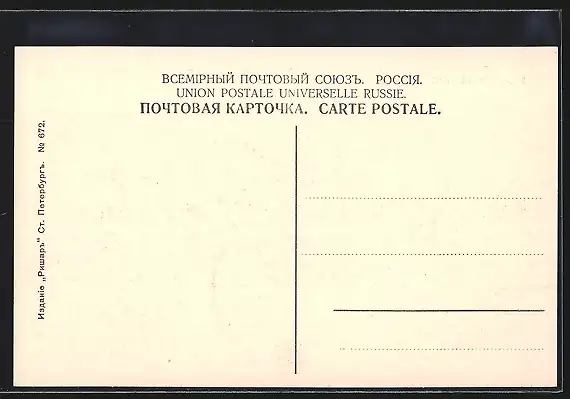 ВСЕМІРНЫЙ ПОЧТОВЫЙ СОЮЗЪ. РОССІЯ.
UNION POSTALE UNIVERSELLE RUSSIE.
ПОЧТОВАЯ КАРТОЧКА. CARTE POSTALE.
Изданіе „Ришаръ" Ст. Петербургъ. № 672.